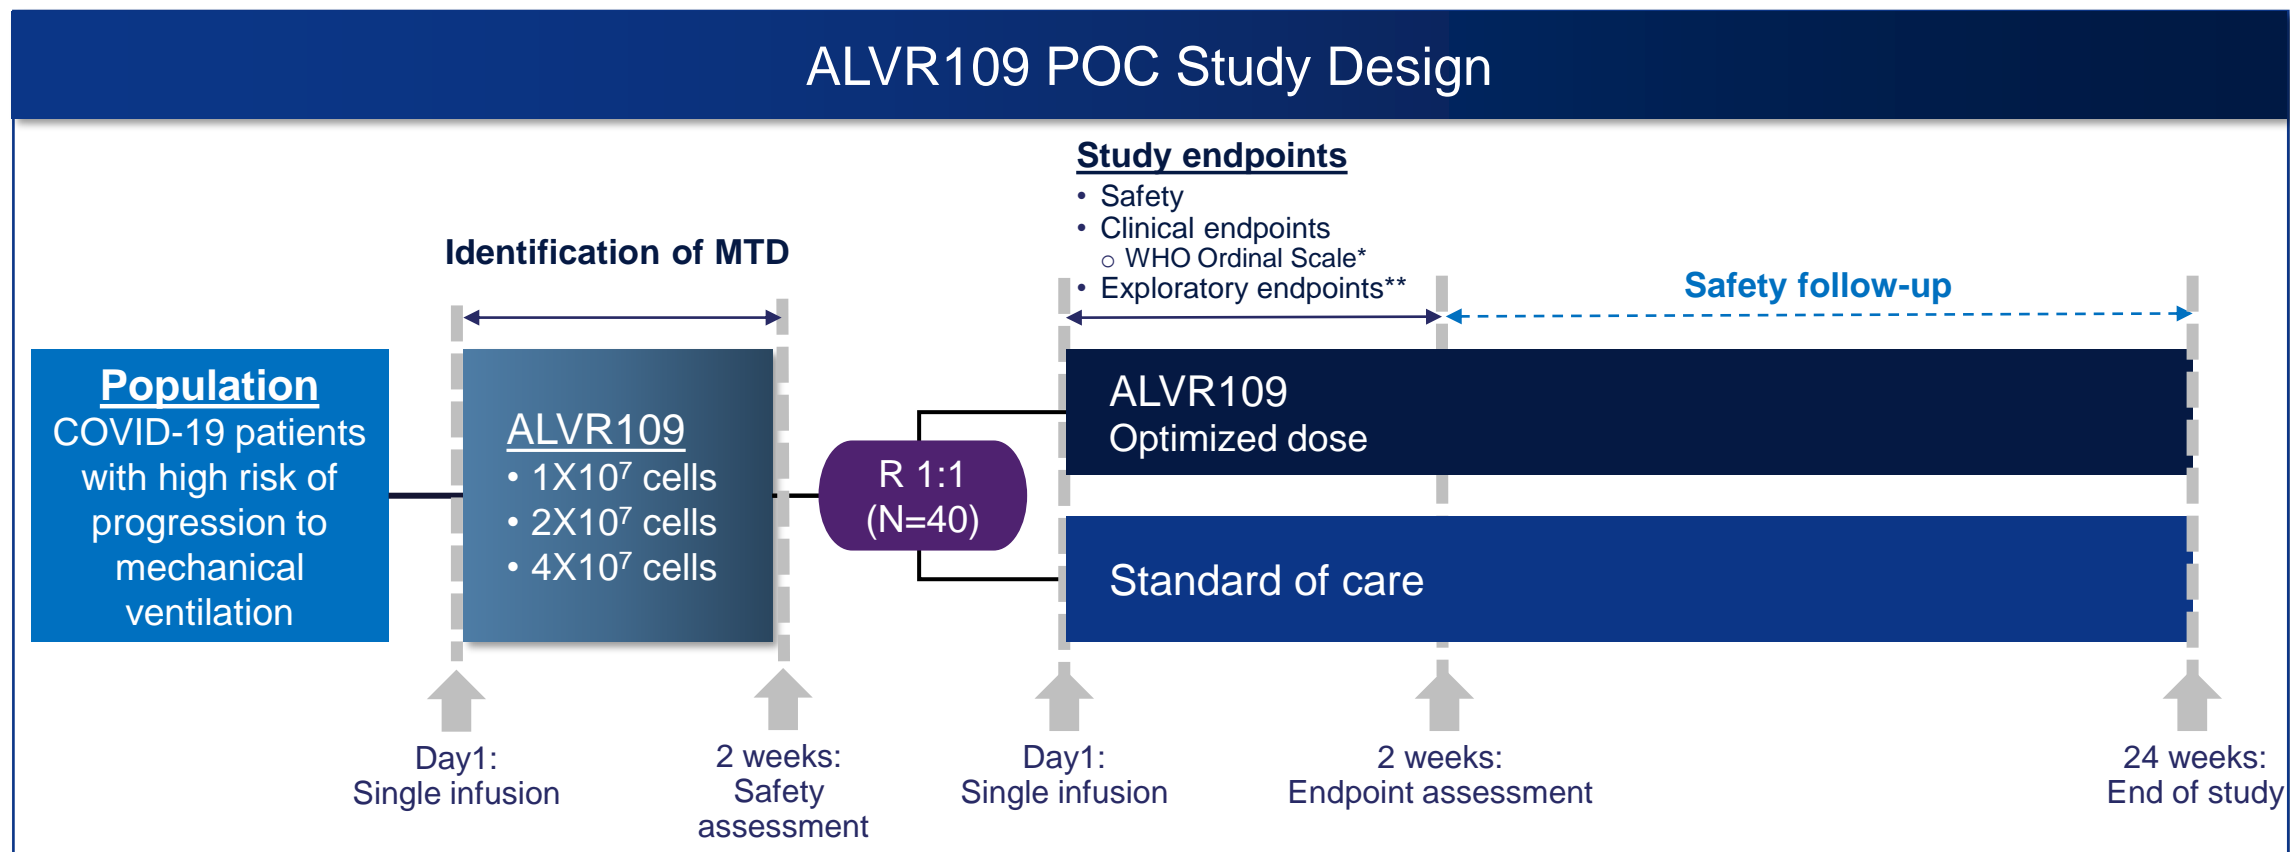 ALVR109 POC Study Design
Study endpoints
• Safety
• Clinical endpoints
○ WHO Ordinal Scale*
• Exploratory endpoints**
Identification of MTD
Safety follow-up
Population
COVID-19 patients
with high risk of
progression to
mechanical
ventilation
ALVR109
• 1X10⁷ cells
• 2X10⁷ cells
• 4X10⁷ cells
R 1:1
(N=40)
ALVR109
Optimized dose
Standard of care
Day1:
Single infusion
2 weeks:
Safety
assessment
Day1:
Single infusion
2 weeks:
Endpoint assessment
24 weeks:
End of study